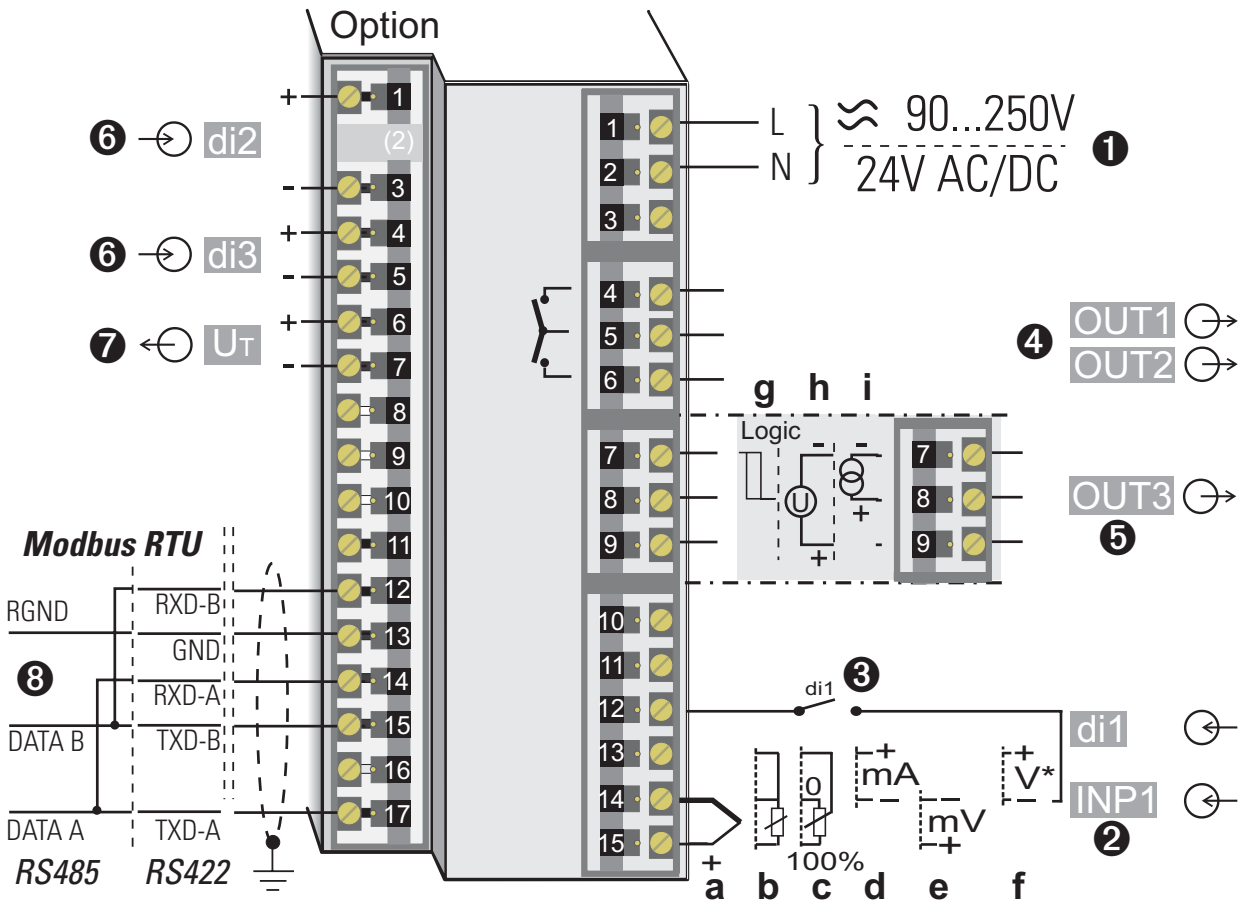 Option
+ 1
❻ di2 (2)
- 3
+ 4
❻ di3
- 5
+ 6
❼ UT
- 7
8
9
10
11
12
13
14
15
16
17
Modbus RTU
RXD-B
RGND
GND
❽
RXD-A
DATA B TXD-B
DATA A TXD-A
RS485 RS422
1 L
2 N
3
90...250V
24V AC/DC
❶
4
5
6
❹ OUT1
OUT2
g h i
Logic
7
8
9
- -
U
+
+
-
7
8
9
OUT3
❺
10
11
12
13
14
15
di1 ❸
di1
INP1
❷
+
0
100%
+
mA
mV
+
+
V*
a b c d e f